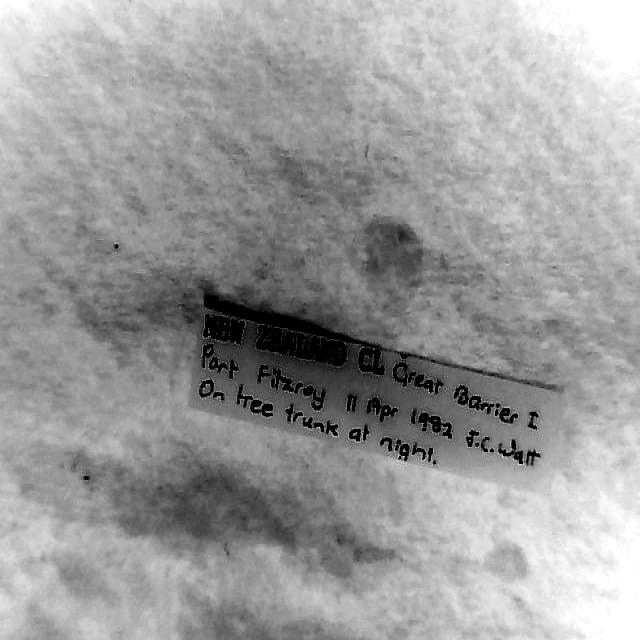 NEW ZEALAND CL Great Barrier I
Port Fitzroy 11 Apr 1982 J.C. Watt
On tree trunk at night.